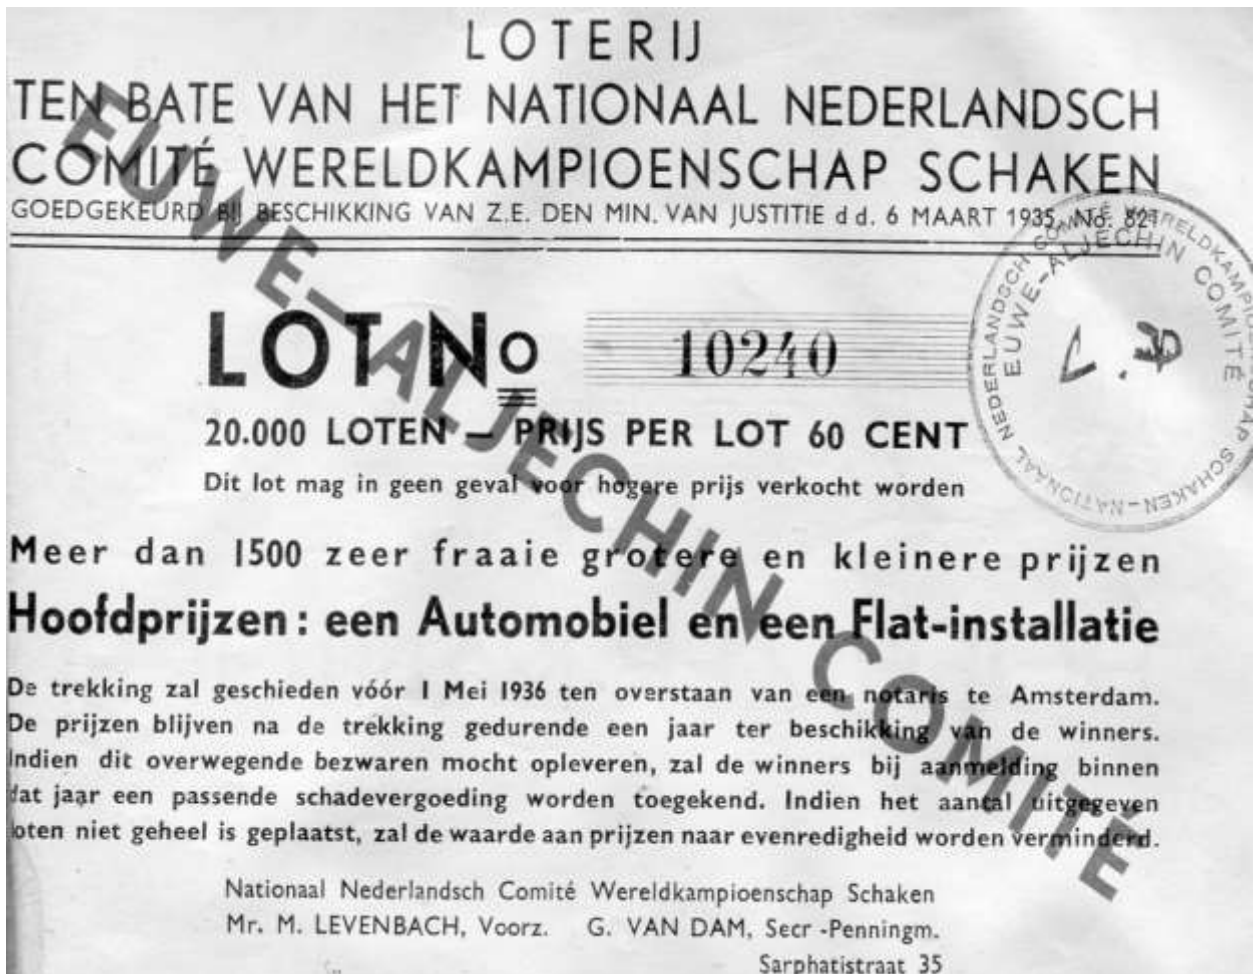 LOTERIJ
TEN BATE VAN HET NATIONAAL NEDERLANDSCH
COMITÉ WERELDKAMPIOENSCHAP SCHAKEN
GOEDGEKEURD BIJ BESCHIKKING VAN Z.E. DEN MIN. VAN JUSTITIE d d. 6 MAART 1935, No. 821
EUWE—ALJECHIN COMITÉ
NATIONAAL NEDERLANDSCH COMITÉ WERELDKAMPIOENSCHAP SCHAKEN–
EUWE–ALJECHIN COMITÉ
LOT No 10240
20.000 LOTEN — PRIJS PER LOT 60 CENT
Dit lot mag in geen geval voor hogere prijs verkocht worden
Meer dan 1500 zeer fraaie grotere en kleinere prijzen
Hoofdprijzen: een Automobiel en een Flat-installatie
De trekking zal geschieden vóór 1 Mei 1936 ten overstaan van een notaris te Amsterdam.
De prijzen blijven na de trekking gedurende een jaar ter beschikking van de winners.
Indien dit overwegende bezwaren mocht opleveren, zal de winners bij aanmelding binnen
dat jaar een passende schadevergoeding worden toegekend. Indien het aantal uitgegeven
loten niet geheel is geplaatst, zal de waarde aan prijzen naar evenredigheid worden verminderd.
Nationaal Nederlandsch Comité Wereldkampioenschap Schaken
Mr. M. LEVENBACH, Voorz. G. VAN DAM, Secr -Penningm.
Sarphatistraat 35